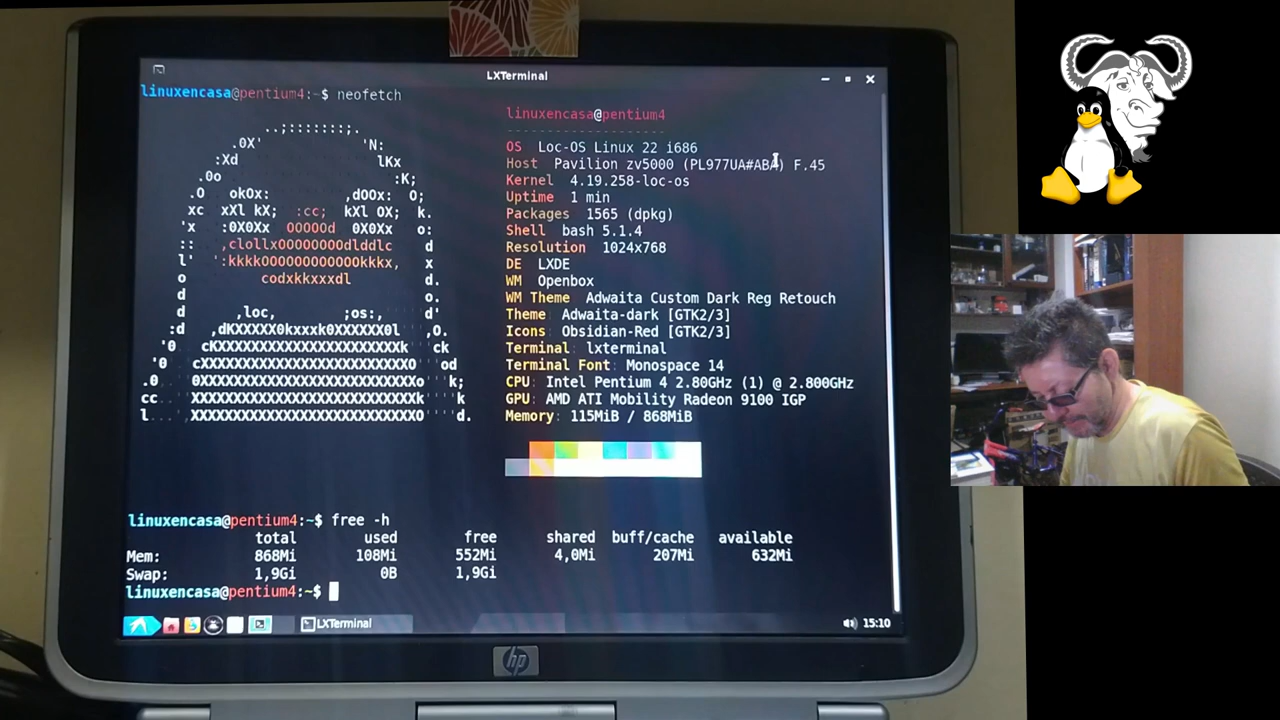 LXTerminal
linuxencasa@pentium4:~$ neofetch
linuxencasa@pentium4
--------------------
OS Loc-OS Linux 22 i686
Host Pavilion zv5000 (PL977UA#ABA) F.45
Kernel 4.19.258-loc-os
Uptime 1 min
Packages 1565 (dpkg)
Shell bash 5.1.4
Resolution 1024x768
DE LXDE
WM Openbox
WM Theme Adwaita Custom Dark Reg Retouch
Theme Adwaita-dark [GTK2/3]
Icons Obsidian-Red [GTK2/3]
Terminal: lxterminal
Terminal Font: Monospace 14
CPU: Intel Pentium 4 2.80GHz (1) @ 2.800GHz
GPU: AMD ATI Mobility Radeon 9100 IGP
Memory: 115MiB / 868MiB
linuxencasa@pentium4:~$ free -h
total used free shared buff/cache available
Mem: 868Mi 108Mi 552Mi 4,0Mi 207Mi 632Mi
Swap: 1,9Gi 0B 1,9Gi
linuxencasa@pentium4:~$
LXTerminal 15:10
hp